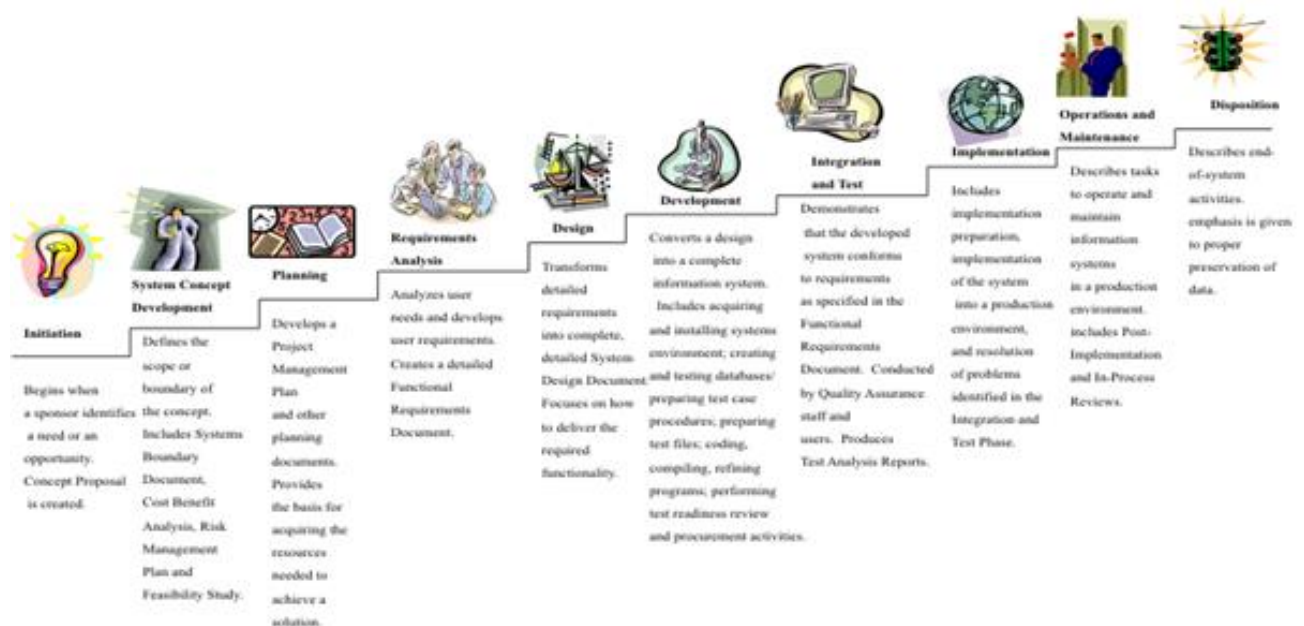 Initiation
Begins when
a sponsor identifies
a need or an
opportunity.
Concept Proposal
is created.
System Concept
Development
Defines the
scope or
boundary of
the concept.
Includes Systems
Boundary
Document,
Cost Benefit
Analysis, Risk
Management
Plan and
Feasibility Study.
Planning
Develops a
Project
Management
Plan
and other
planning
documents.
Provides
the basis for
acquiring the
resources
needed to
achieve a
solution.
Requirements
Analysis
Analyzes user
needs and develops
user requirements.
Creates a detailed
Functional
Requirements
Document.
Design
Transforms
detailed
requirements
into complete,
detailed System
Design Document
Focuses on how
to deliver the
required
functionality.
Development
Converts a design
into a complete
information system.
Includes acquiring
and installing systems
environment; creating
and testing databases/
preparing test case
procedures; preparing
test files; coding,
compiling, refining
programs; performing
test readiness review
and procurement activities.
Integration
and Test
Demonstrates
that the developed
system conforms
to requirements
as specified in the
Functional
Requirements
Document. Conducted
by Quality Assurance
staff and
users. Produces
Test Analysis Reports.
Implementation
Includes
implementation
preparation,
implementation
of the system
into a production
environment,
and resolution
of problems
identified in the
Integration and
Test Phase.
Operations and
Maintenance
Describes tasks
to operate and
maintain
information
systems
in a production
environment.
includes Post-
Implementation
and In-Process
Reviews.
Disposition
Describes end-
of-system
activities.
emphasis is given
to proper
preservation of
data.